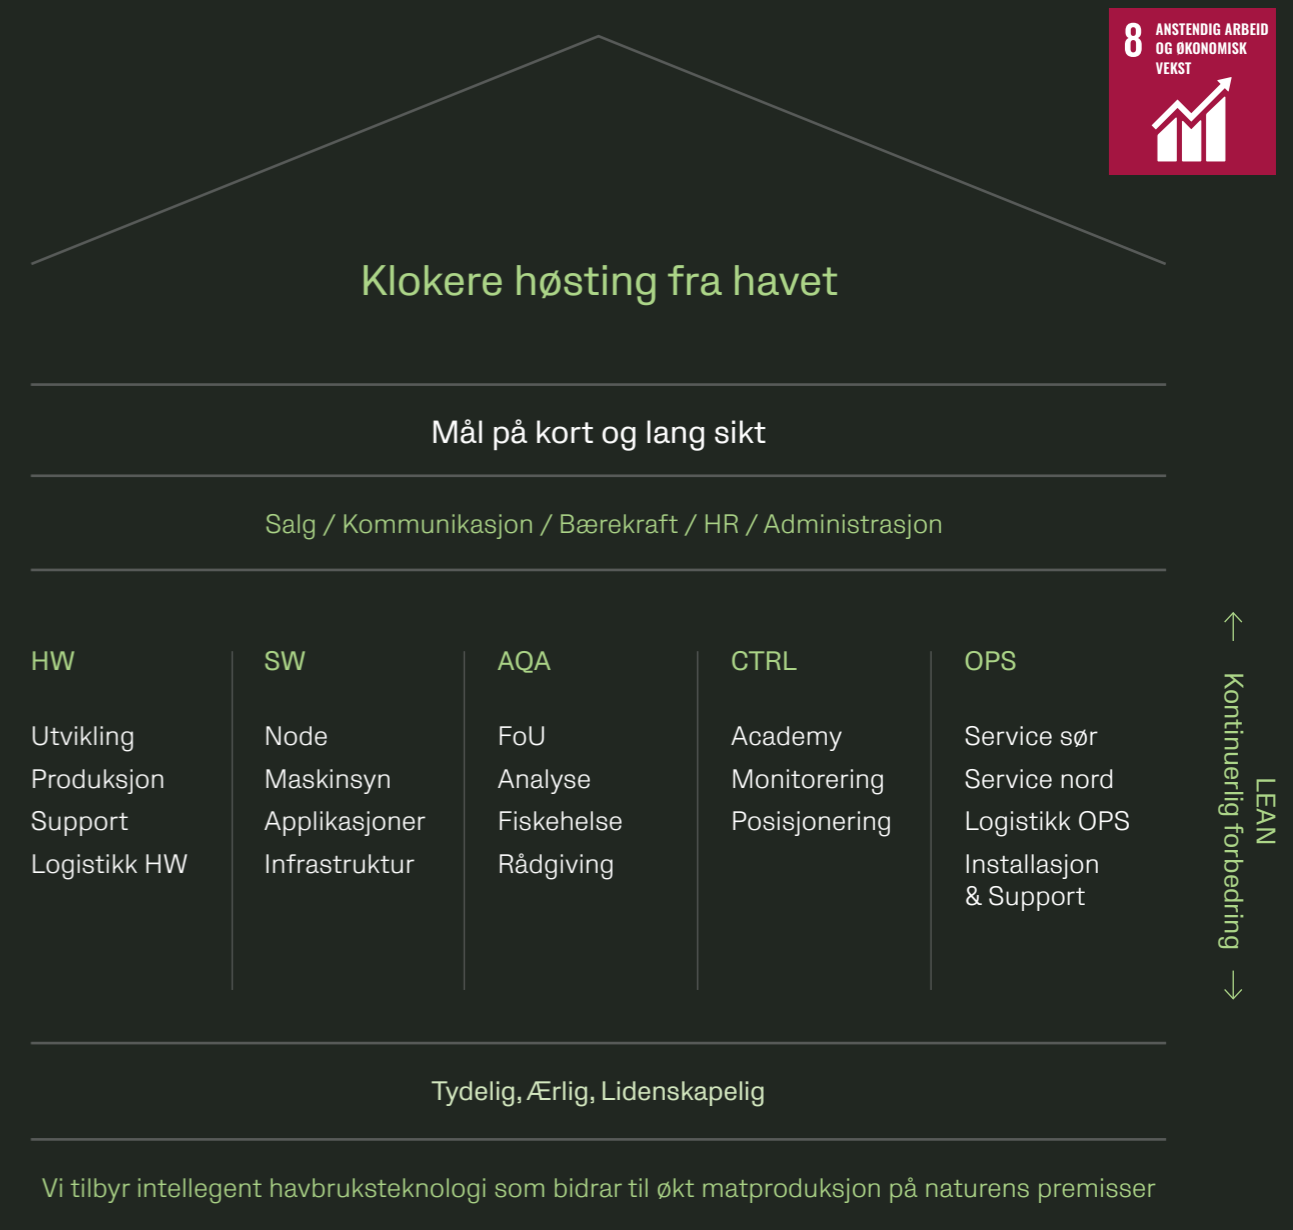 8
ANSTENDIG ARBEID
OG ØKONOMISK
VEKST
Klokere høsting fra havet
Mål på kort og lang sikt
Salg / Kommunikasjon / Bærekraft / HR / Administrasjon
HW
Utvikling
Produksjon
Support
Logistikk HW
SW
Node
Maskinsyn
Applikasjoner
Infrastruktur
AQA
FoU
Analyse
Fiskehelse
Rådgiving
CTRL
Academy
Monitorering
Posisjonering
OPS
Service sør
Service nord
Logistikk OPS
Installasjon
& Support
LEAN
Kontinuerlig forbedring
Tydelig, Ærlig, Lidenskapelig
Vi tilbyr intellegent havbruksteknologi som bidrar til økt matproduksjon på naturens premisser